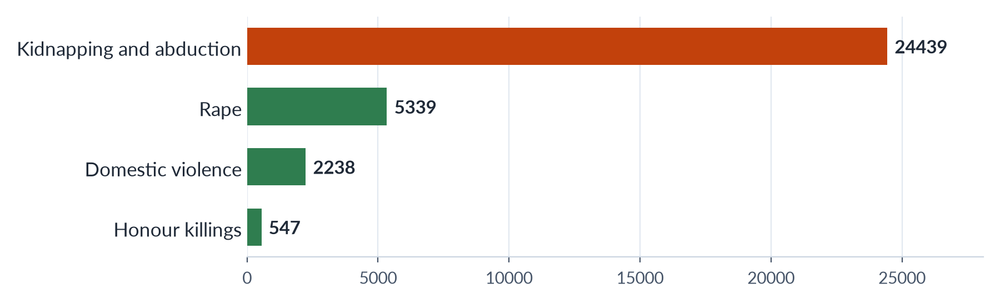 Kidnapping and abduction 24439
Rape 5339
Domestic violence 2238
Honour killings 547
0 5000 10000 15000 20000 25000